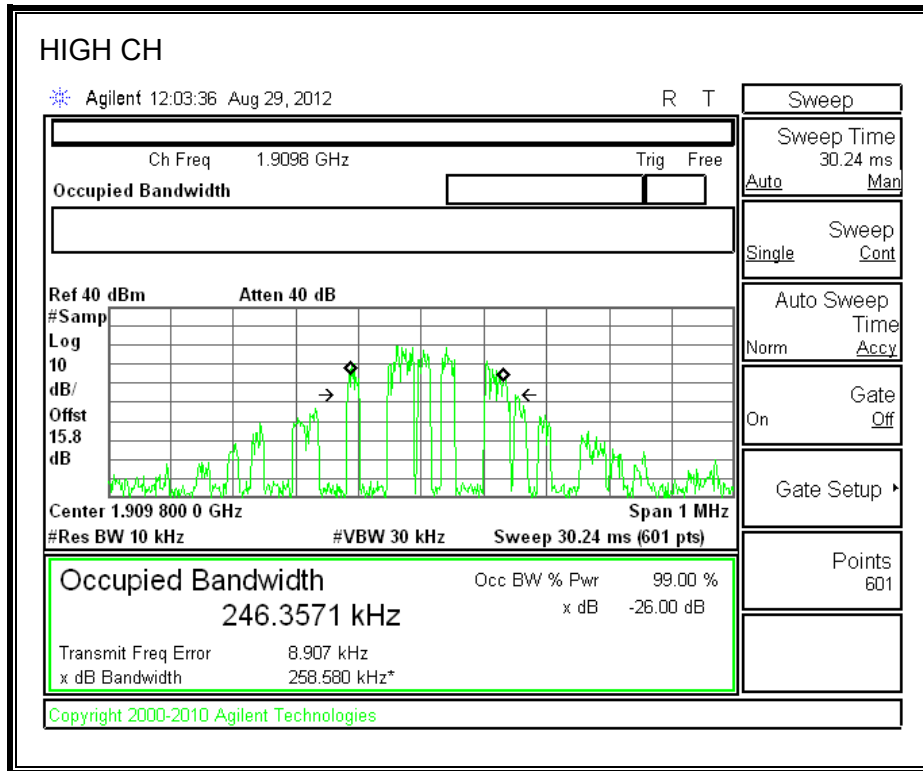 HIGH CH
Agilent 12:03:36 Aug 29, 2012 R T
Ch Freq 1.9098 GHz Trig Free
Occupied Bandwidth
Ref 40 dBm Atten 40 dB
#Samp
Log
10
dB/
Offst
15.8
dB
Center 1.909 800 0 GHz Span 1 MHz
#Res BW 10 kHz #VBW 30 kHz Sweep 30.24 ms (601 pts)
Occupied Bandwidth Occ BW % Pwr 99.00 %
246.3571 kHz x dB -26.00 dB
Transmit Freq Error 8.907 kHz
x dB Bandwidth 258.580 kHz*
Copyright 2000-2010 Agilent Technologies
Sweep
Sweep Time
30.24 ms
Auto Man
Sweep
Single Cont
Auto Sweep
Time
Norm Accy
Gate
On Off
Gate Setup
Points
601